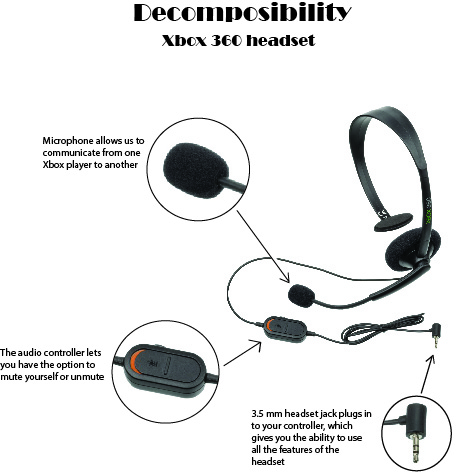 Decomposibility
Xbox 360 headset
Microphone allows us to
communicate from one
Xbox player to another
The audio controller lets
you have the option to
mute yourself or unmute
3.5 mm headset jack plugs in
to your controller, which
gives you the ability to use
all the features of the
headset